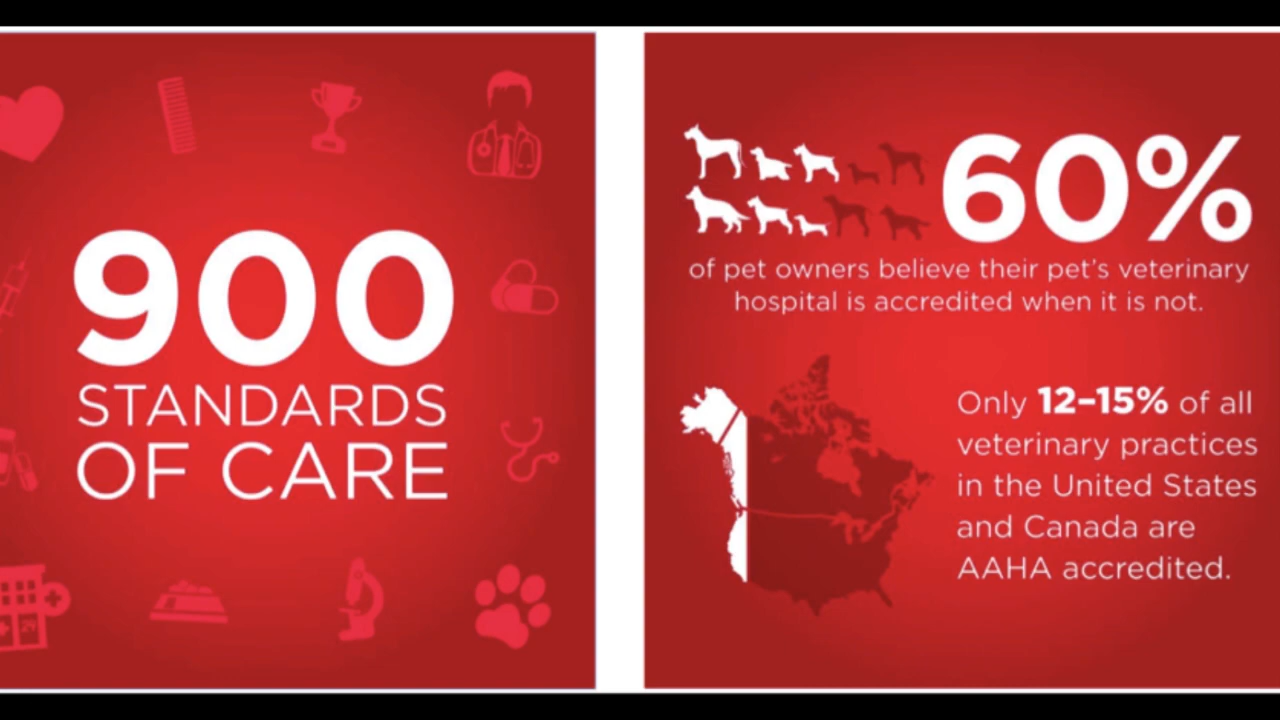 900
STANDARDS
OF CARE
60%
of pet owners believe their pet's veterinary
hospital is accredited when it is not.
Only 12–15% of all
veterinary practices
in the United States
and Canada are
AAHA accredited.
24